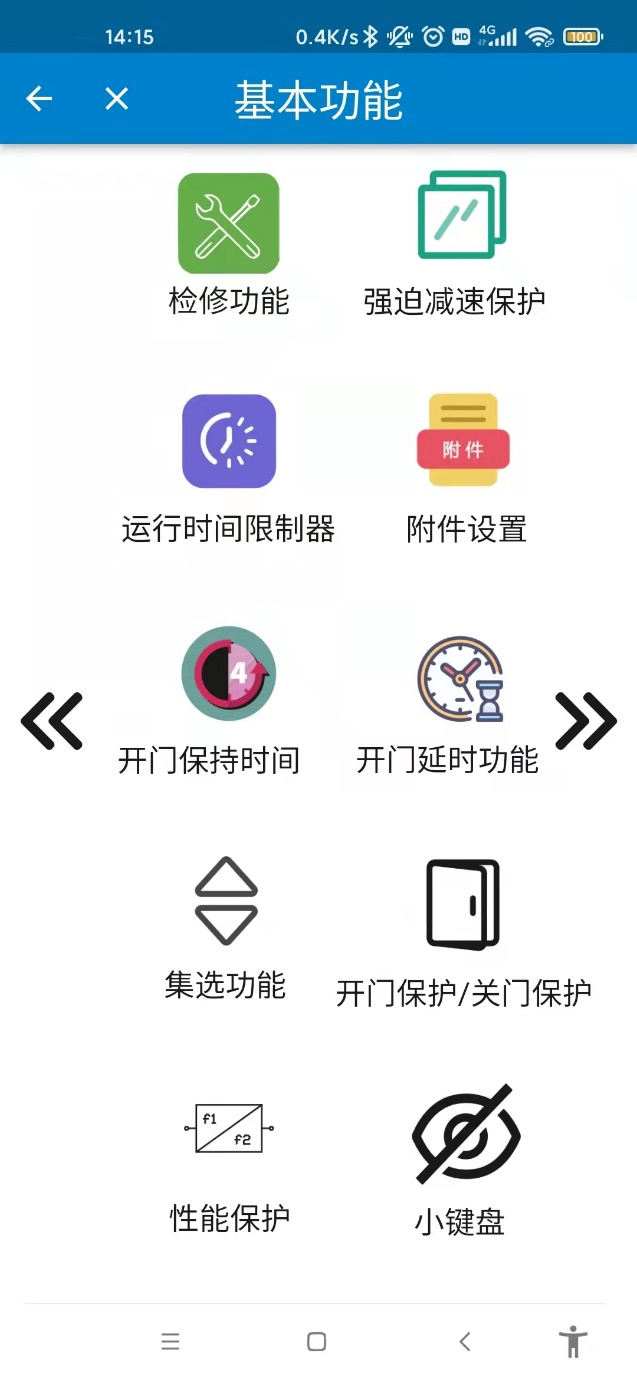 14:15 0.4K/s HD 4G 100
基本功能
检修功能 强迫减速保护
附件
运行时间限制器 附件设置
4
开门保持时间 开门延时功能
集选功能 开门保护/关门保护
f1
f2
性能保护 小键盘